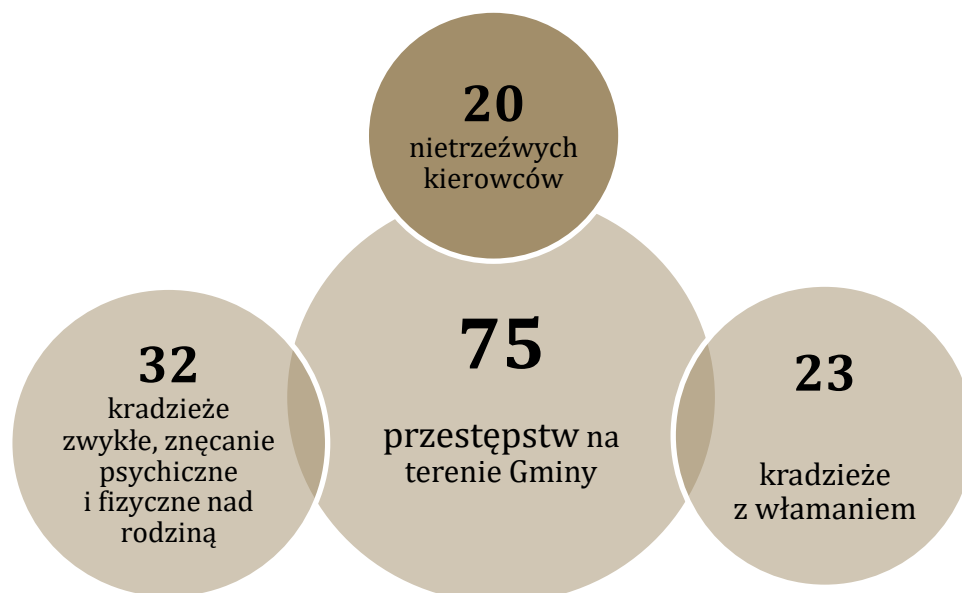 20
nietrzeźwych
kierowców
75
przestępstw na
terenie Gminy
32
kradzieże
zwykłe, znęcanie
psychiczne
i fizyczne nad
rodziną
23
kradzieże
z włamaniem